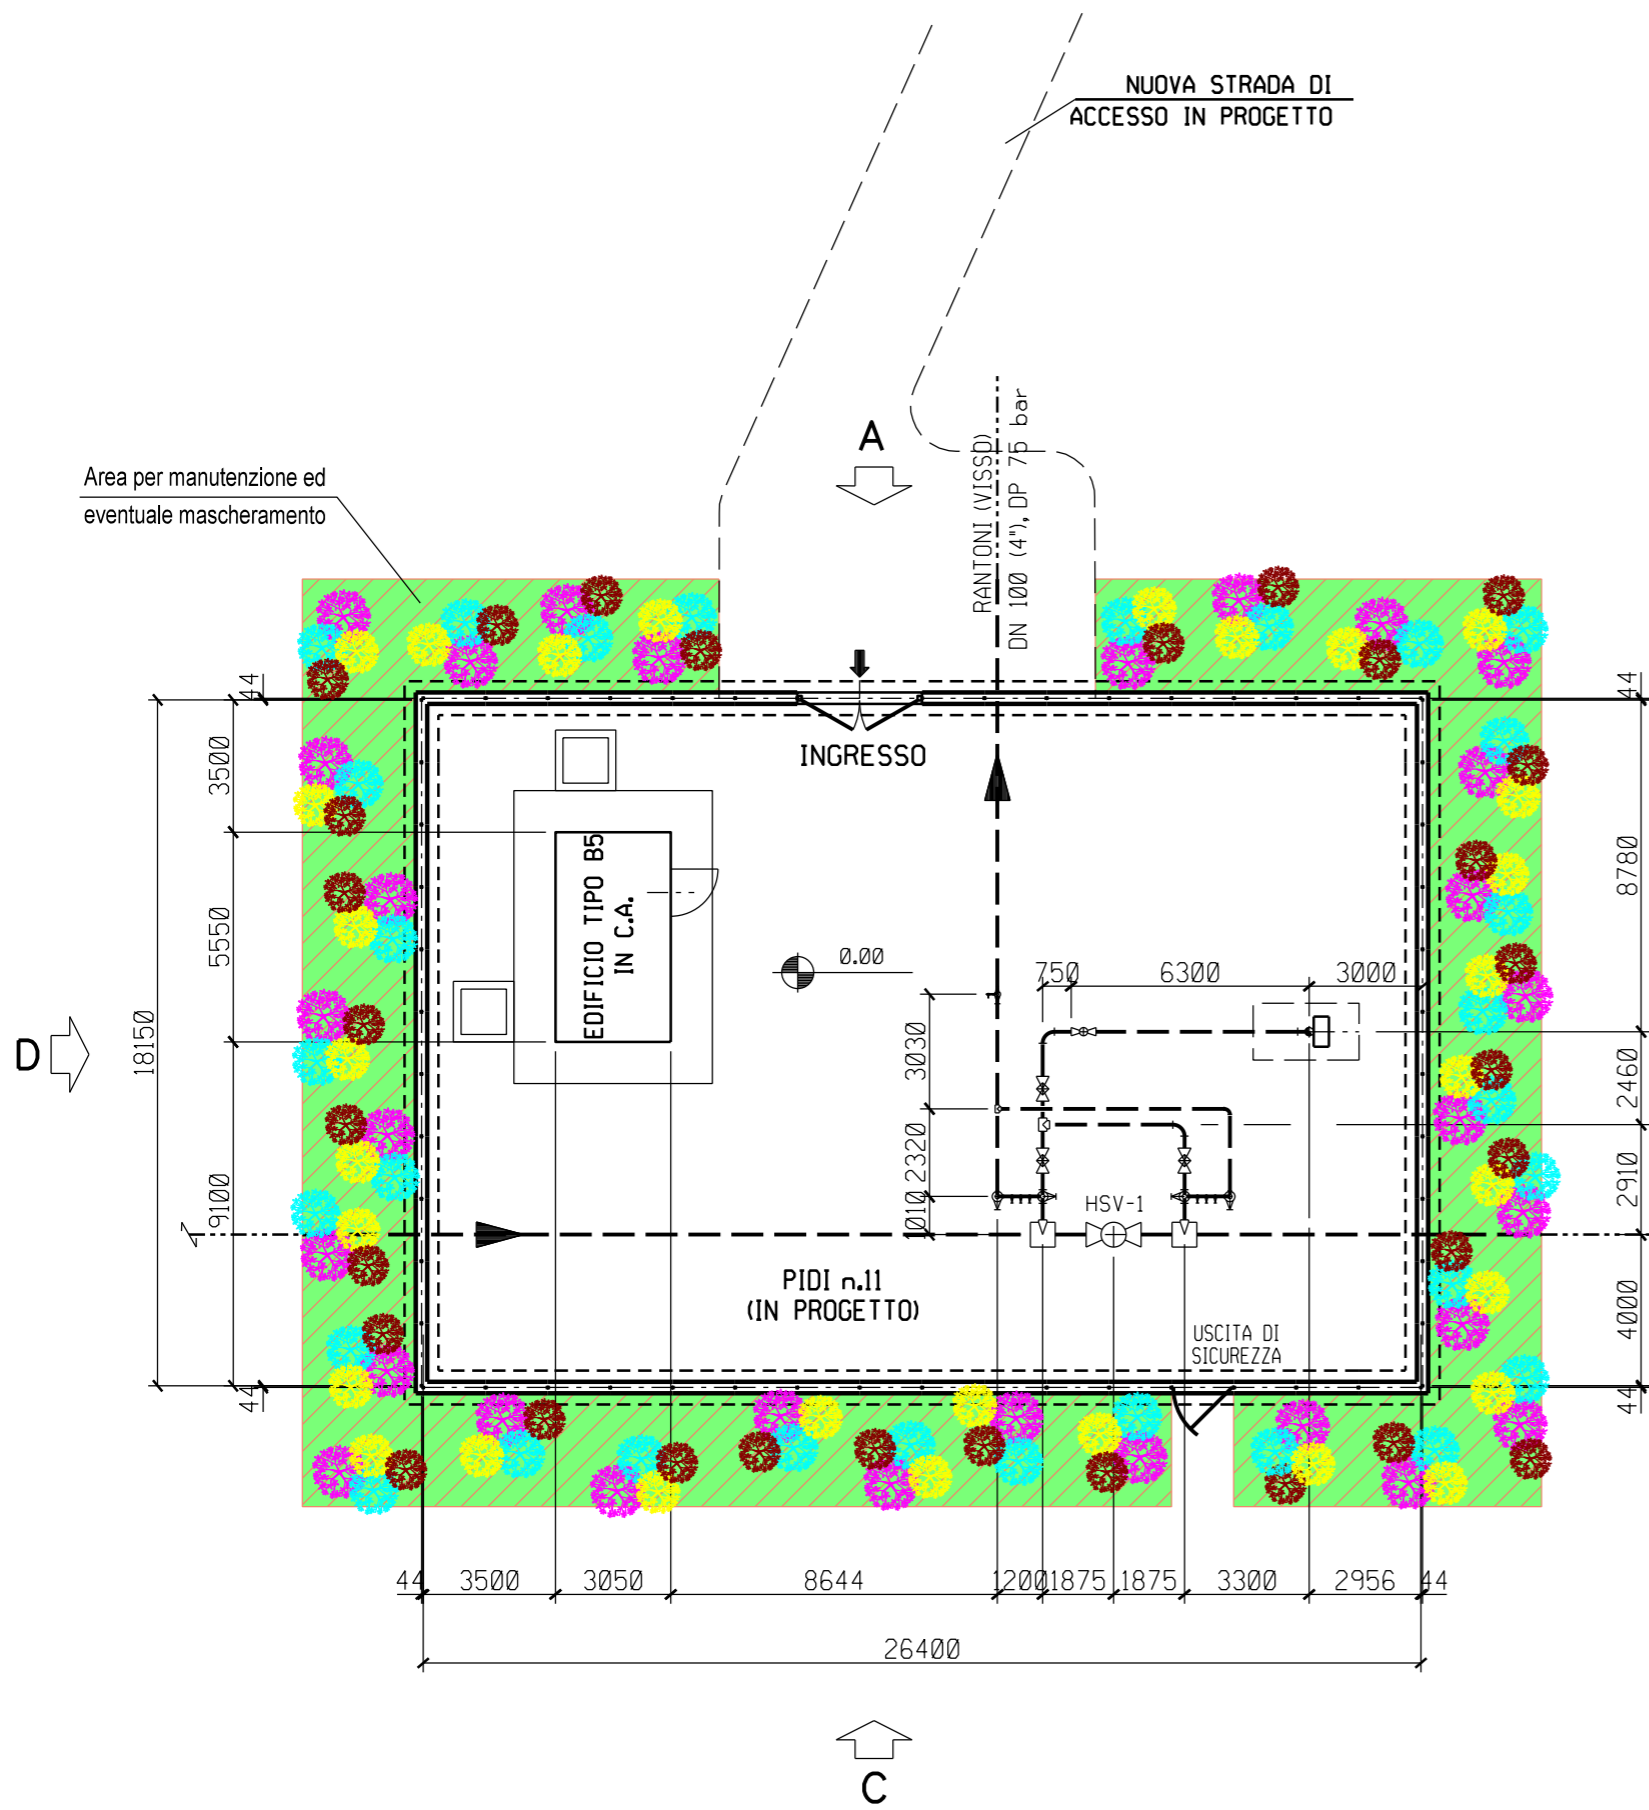 NUOVA STRADA DI
ACCESSO IN PROGETTO
A
RANTONI (VISSO)
DN 100 (4"), DP 75 bar
Area per manutenzione ed
eventuale mascheramento
44
44
INGRESSO
3500
5550
9100
18150
44
EDIFICIO TIPO B5
IN C.A.
0.00
750
6300
3000
8780
2460
2910
4000
44
3030
2320
1010
D
HSV-1
PIDI n.11
(IN PROGETTO)
USCITA DI
SICUREZZA
44
3500
3050
8644
1200
1875
1875
3300
2956
44
26400
C